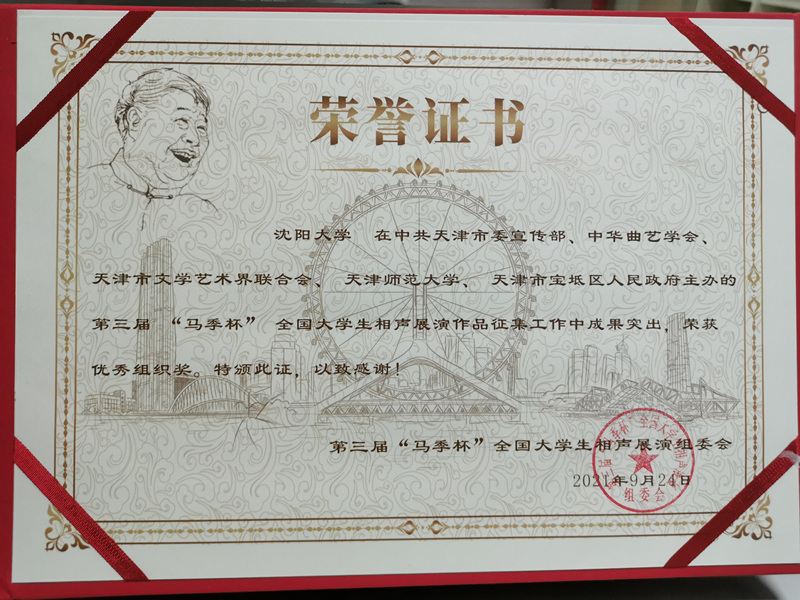 荣誉证书
沈阳大学 在中共天津市委宣传部、中华曲艺学会、
天津市文学艺术界联合会、 天津师范大学、 天津市宝坻区人民政府主办的
第三届 “马季杯” 全国大学生相声展演作品征集工作中成果突出，荣获
优秀组织奖。特颁此证，以致感谢！
第三届“马季杯”全国大学生相声展演组委会
2021年9月24日
组委会